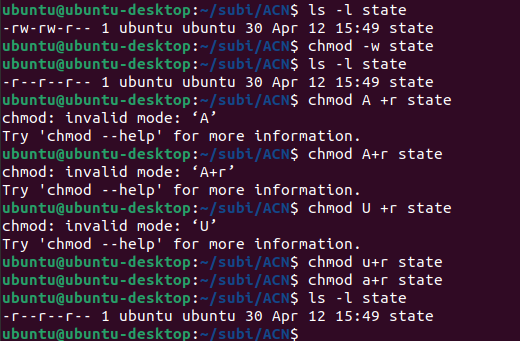 ubuntu@ubuntu-desktop:~/subi/ACN$ ls -l state
-rw-rw-r-- 1 ubuntu ubuntu 30 Apr 12 15:49 state
ubuntu@ubuntu-desktop:~/subi/ACN$ chmod -w state
ubuntu@ubuntu-desktop:~/subi/ACN$ ls -l state
-r--r--r-- 1 ubuntu ubuntu 30 Apr 12 15:49 state
ubuntu@ubuntu-desktop:~/subi/ACN$ chmod A +r state
chmod: invalid mode: ‘A’
Try 'chmod --help' for more information.
ubuntu@ubuntu-desktop:~/subi/ACN$ chmod A+r state
chmod: invalid mode: ‘A+r’
Try 'chmod --help' for more information.
ubuntu@ubuntu-desktop:~/subi/ACN$ chmod U +r state
chmod: invalid mode: ‘U’
Try 'chmod --help' for more information.
ubuntu@ubuntu-desktop:~/subi/ACN$ chmod u+r state
ubuntu@ubuntu-desktop:~/subi/ACN$ chmod a+r state
ubuntu@ubuntu-desktop:~/subi/ACN$ ls -l state
-r--r--r-- 1 ubuntu ubuntu 30 Apr 12 15:49 state
ubuntu@ubuntu-desktop:~/subi/ACN$